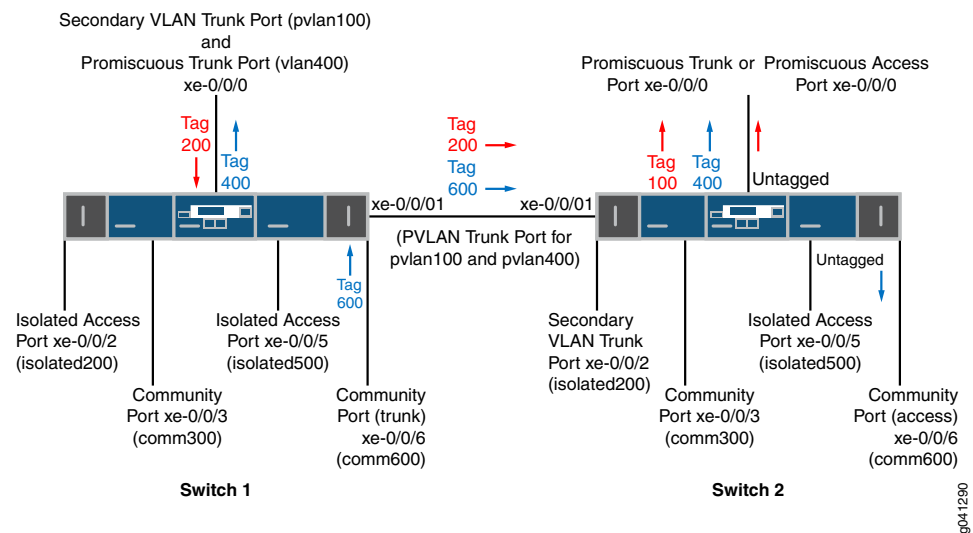 Secondary VLAN Trunk Port (pvlan100)
and
Promiscuous Trunk Port (vlan400)
xe-0/0/0
Promiscuous Trunk or Promiscuous Access
Port xe-0/0/0 Port xe-0/0/0
Tag
200
Tag
400
Tag
200
Tag
600
Tag
100
Tag
400
Untagged
xe-0/0/01
xe-0/0/01
(PVLAN Trunk Port for
pvlan100 and pvlan400)
Tag
600
Untagged
Isolated Access
Port xe-0/0/2
(isolated200)
Isolated Access
Port xe-0/0/5
(isolated500)
Community
Port xe-0/0/3
(comm300)
Community
Port (trunk)
xe-0/0/6
(comm600)
Secondary
VLAN Trunk
Port xe-0/0/2
(isolated200)
Isolated Access
Port xe-0/0/5
(isolated500)
Community
Port xe-0/0/3
(comm300)
Community
Port (access)
xe-0/0/6
(comm600)
Switch 1
Switch 2
g041290